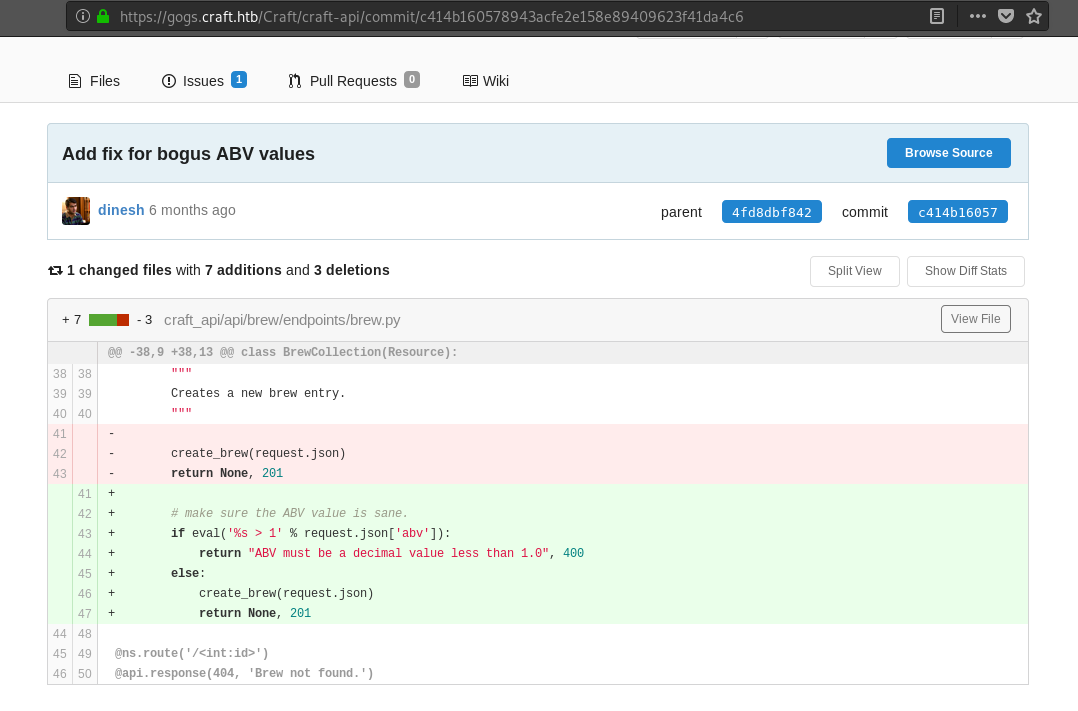 https://gogs.craft.htb/Craft/craft-api/commit/c414b160578943acfe2e158e89409623f41da4c6
Files Issues 1 Pull Requests 0 Wiki
Add fix for bogus ABV values Browse Source
dinesh 6 months ago parent 4fd8dbf842 commit c414b16057
1 changed files with 7 additions and 3 deletions Split View Show Diff Stats
+ 7 - 3 craft_api/api/brew/endpoints/brew.py View File
@@ -38,9 +38,13 @@ class BrewCollection(Resource):
38 38 """
39 39 Creates a new brew entry.
40 40 """
41 -
42 - create_brew(request.json)
43 - return None, 201
41 +
42 + # make sure the ABV value is sane.
43 + if eval('%s > 1' % request.json['abv']):
44 + return "ABV must be a decimal value less than 1.0", 400
45 + else:
46 + create_brew(request.json)
47 + return None, 201
44 48
45 49 @ns.route('/<int:id>')
46 50 @api.response(404, 'Brew not found.')